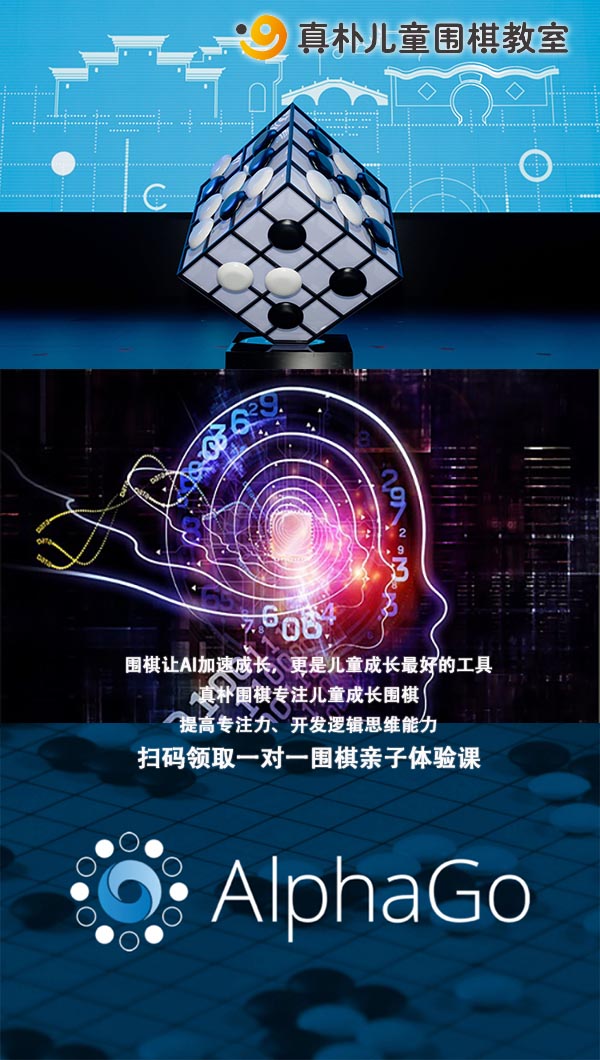 真朴儿童围棋教室
围棋让AI加速成长，更是儿童成长最好的工具
真朴围棋专注儿童成长围棋
提高专注力、开发逻辑思维能力
扫码领取一对一围棋亲子体验课
AlphaGo